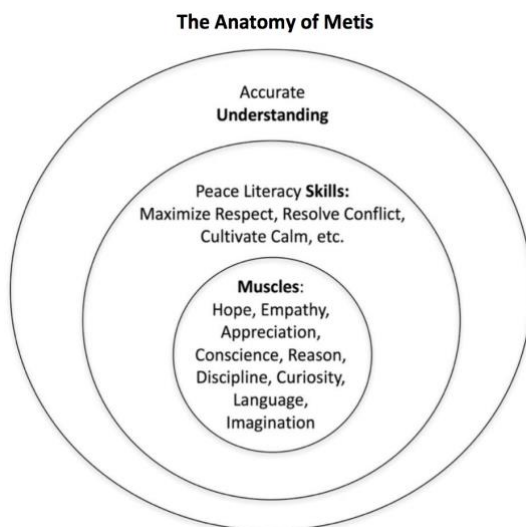 The Anatomy of Metis
Accurate
Understanding
Peace Literacy Skills:
Maximize Respect, Resolve Conflict,
Cultivate Calm, etc.
Muscles:
Hope, Empathy,
Appreciation,
Conscience, Reason,
Discipline, Curiosity,
Language,
Imagination